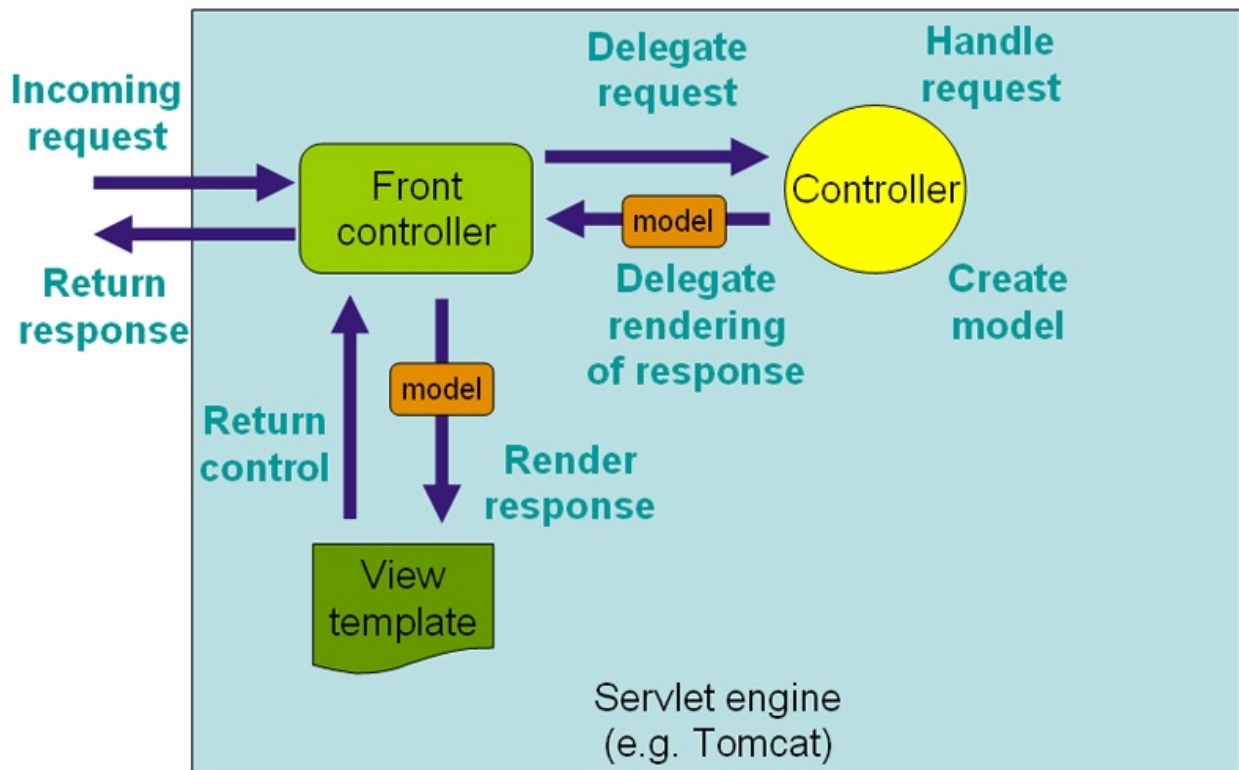 Incoming
request
Delegate
request
Handle
request
Front
controller
Controller
model
Return
response
Delegate
rendering
of response
Create
model
model
Return
control
Render
response
View
template
Servlet engine
(e.g. Tomcat)